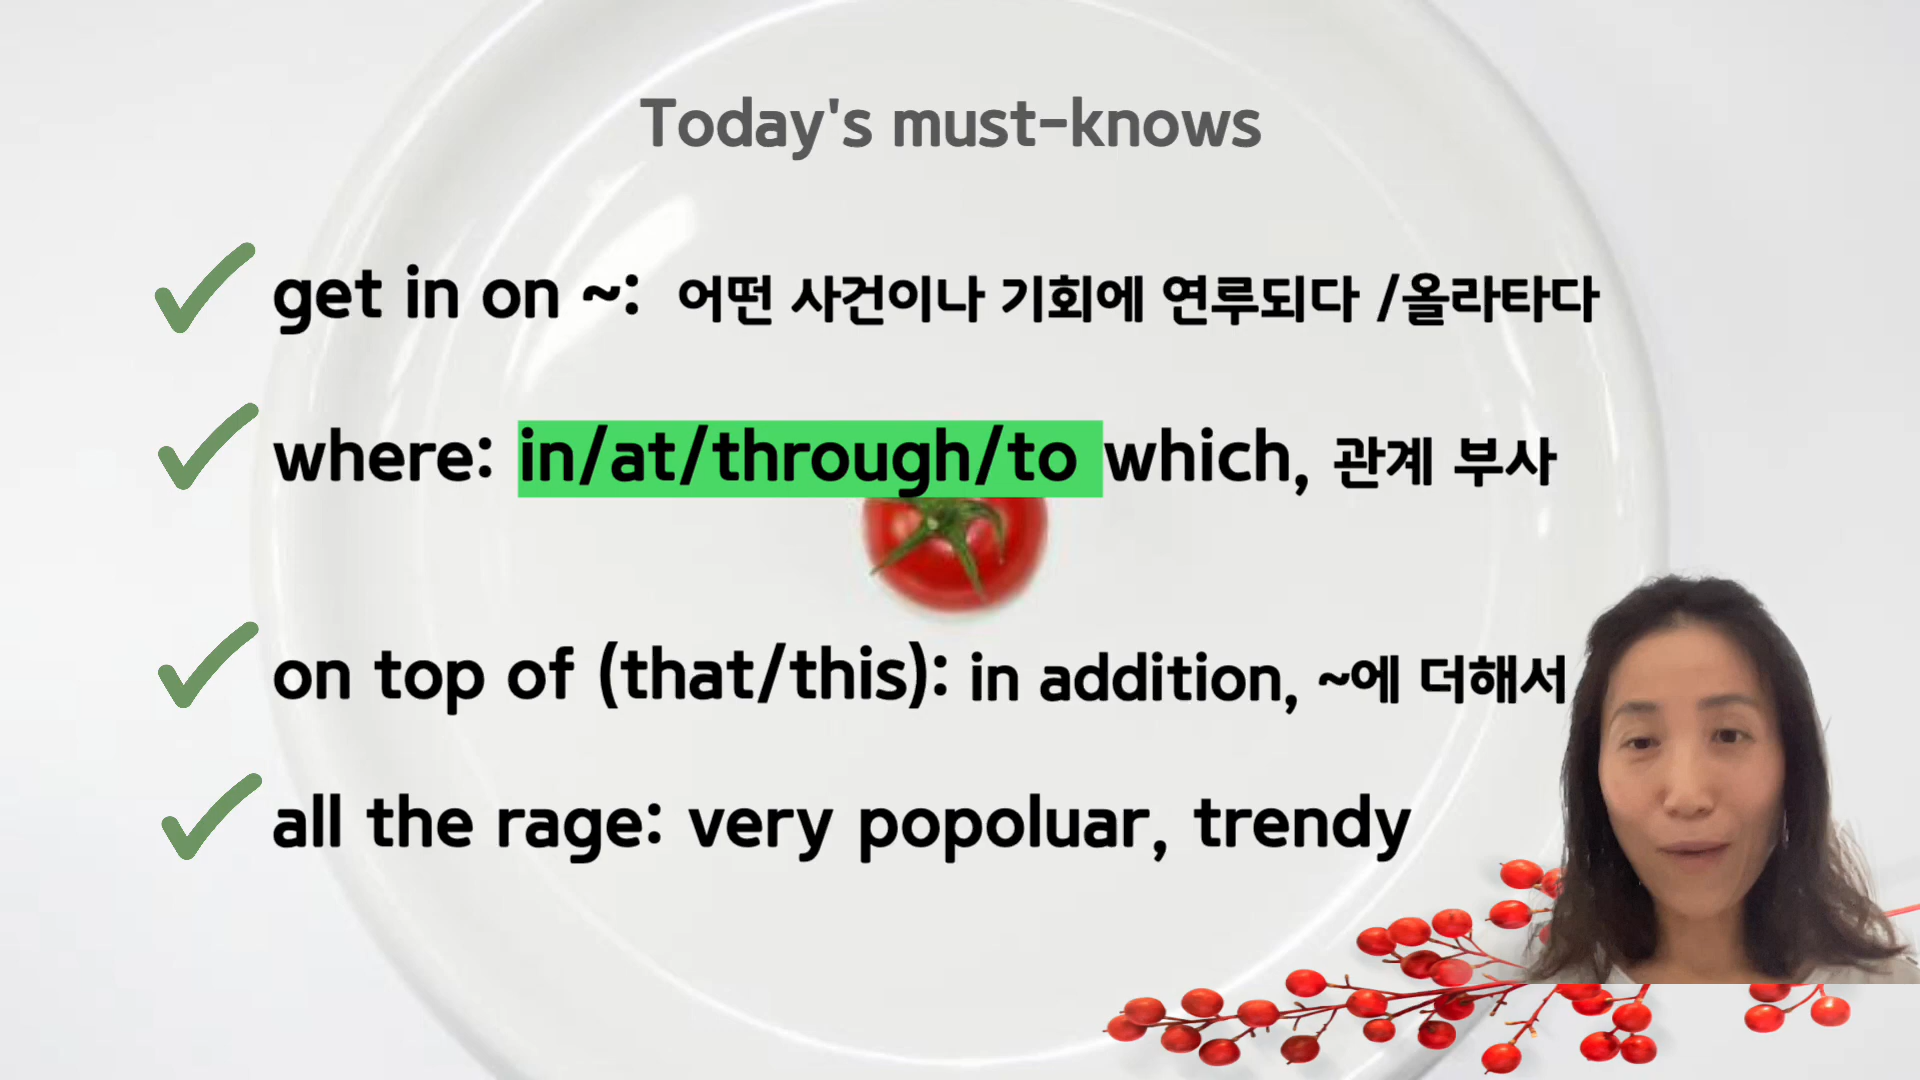 Today's must-knows
get in on ~: 어떤 사건이나 기회에 연루되다 /올라타다
where: in/at/through/to which, 관계 부사
on top of (that/this): in addition, ~에 더해서
all the rage: very popoluar, trendy